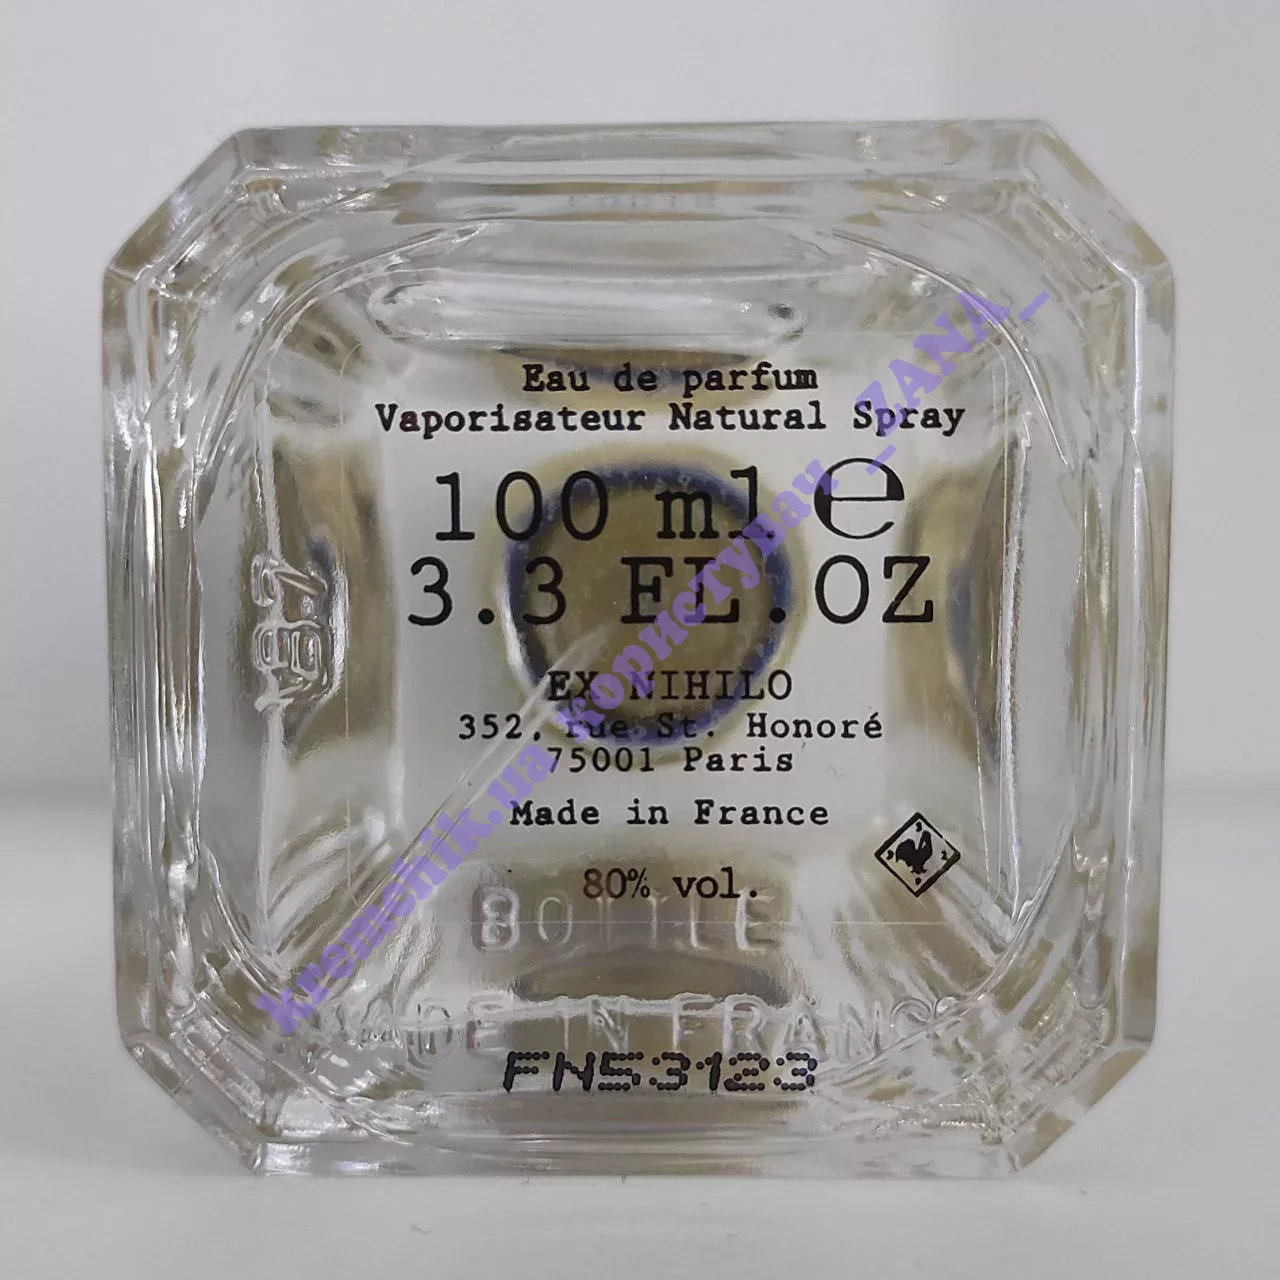 Eau de parfum
Vaporisateur Natural Spray
100 ml ℮
3.3 FL.OZ
EX NIHILO
352, rue St. Honoré
75001 Paris
Made in France
80% vol.
BOTTLE
MADE IN FRANCE
FN53123
kremchik.ua користувач _ZANA_